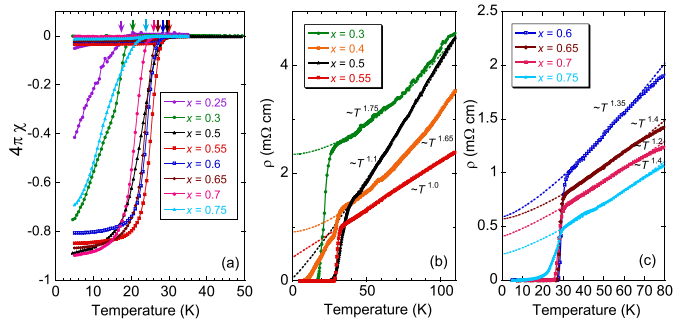 0
-0.2
-0.4
-0.6
-0.8
-1
4πχ
x = 0.25
x = 0.3
x = 0.5
x = 0.55
x = 0.6
x = 0.65
x = 0.7
x = 0.75
(a)
0 10 20 30 40 50
Temperature (K)
4
2
0
ρ (mΩ cm)
x = 0.3
x = 0.4
x = 0.5
x = 0.55
~T^1.75
~T^1.1
~T^1.65
~T^1.0
(b)
0 50 100
Temperature (K)
2.5
2
1.5
1
0.5
0
ρ (mΩ cm)
x = 0.6
x = 0.65
x = 0.7
x = 0.75
~T^1.35
~T^1.4
~T^1.2
~T^1.4
(c)
0 10 20 30 40 50 60 70 80
Temperature (K)